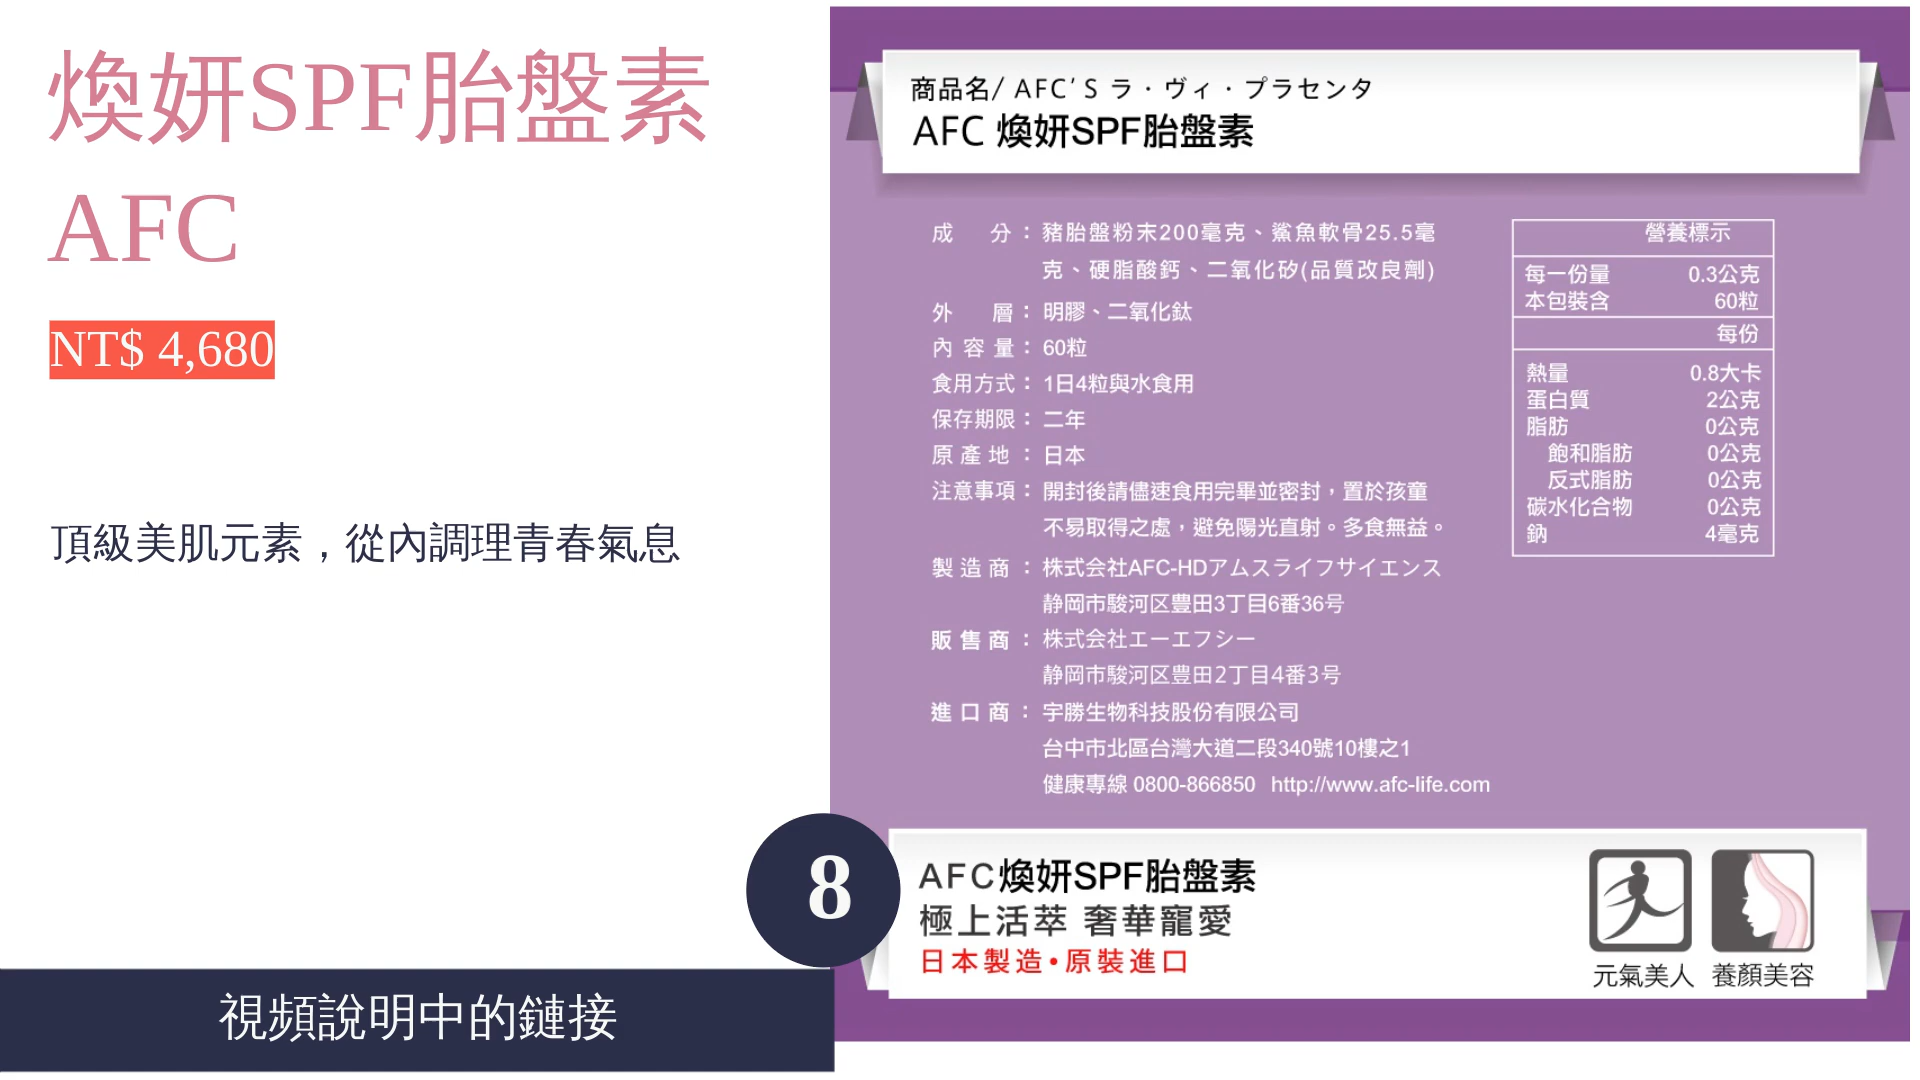 煥妍SPF胎盤素
AFC
NT$ 4,680
頂級美肌元素，從內調理青春氣息
8
視頻說明中的鏈接
商品名/ AFC'S ラ・ヴィ・プラセンタ
AFC 煥妍SPF胎盤素
成分：豬胎盤粉末200毫克、鯊魚軟骨25.5毫
克、硬脂酸鈣、二氧化矽(品質改良劑)
外層：明膠、二氧化鈦
內容量：60粒
食用方式：1日4粒與水食用
保存期限：二年
原產地：日本
注意事項：開封後請儘速食用完畢並密封，置於孩童
不易取得之處，避免陽光直射。多食無益。
製造商：株式会社AFC-HDアムスライフサイエンス
静岡市駿河区豊田3丁目6番36号
販售商：株式会社エーエフシー
静岡市駿河区豊田2丁目4番3号
進口商：宇勝生物科技股份有限公司
台中市北區台灣大道二段340號10樓之1
健康專線 0800-866850 http://www.afc-life.com
營養標示
每一份量 0.3公克
本包裝含 60粒
每份
熱量 0.8大卡
蛋白質 2公克
脂肪 0公克
飽和脂肪 0公克
反式脂肪 0公克
碳水化合物 0公克
鈉 4毫克
AFC煥妍SPF胎盤素
極上活萃 奢華寵愛
日本製造•原裝進口
元氣美人 養顏美容